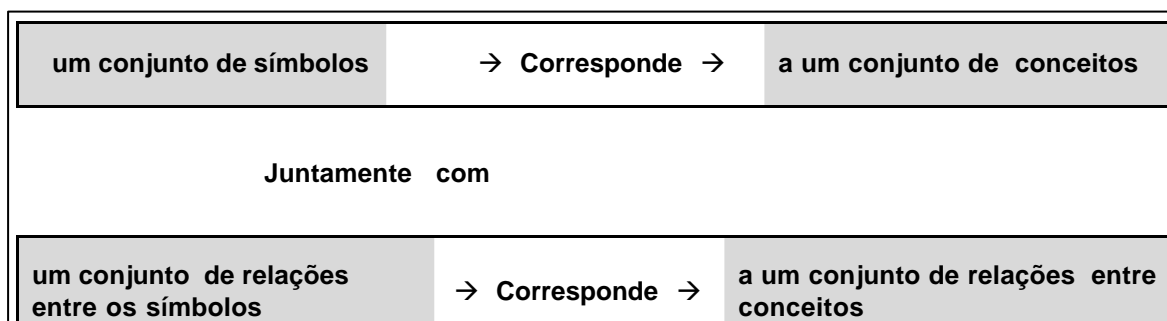 um conjunto de símbolos → Corresponde → a um conjunto de conceitos
Juntamente com
um conjunto de relações
entre os símbolos
→ Corresponde →
a um conjunto de relações entre
conceitos